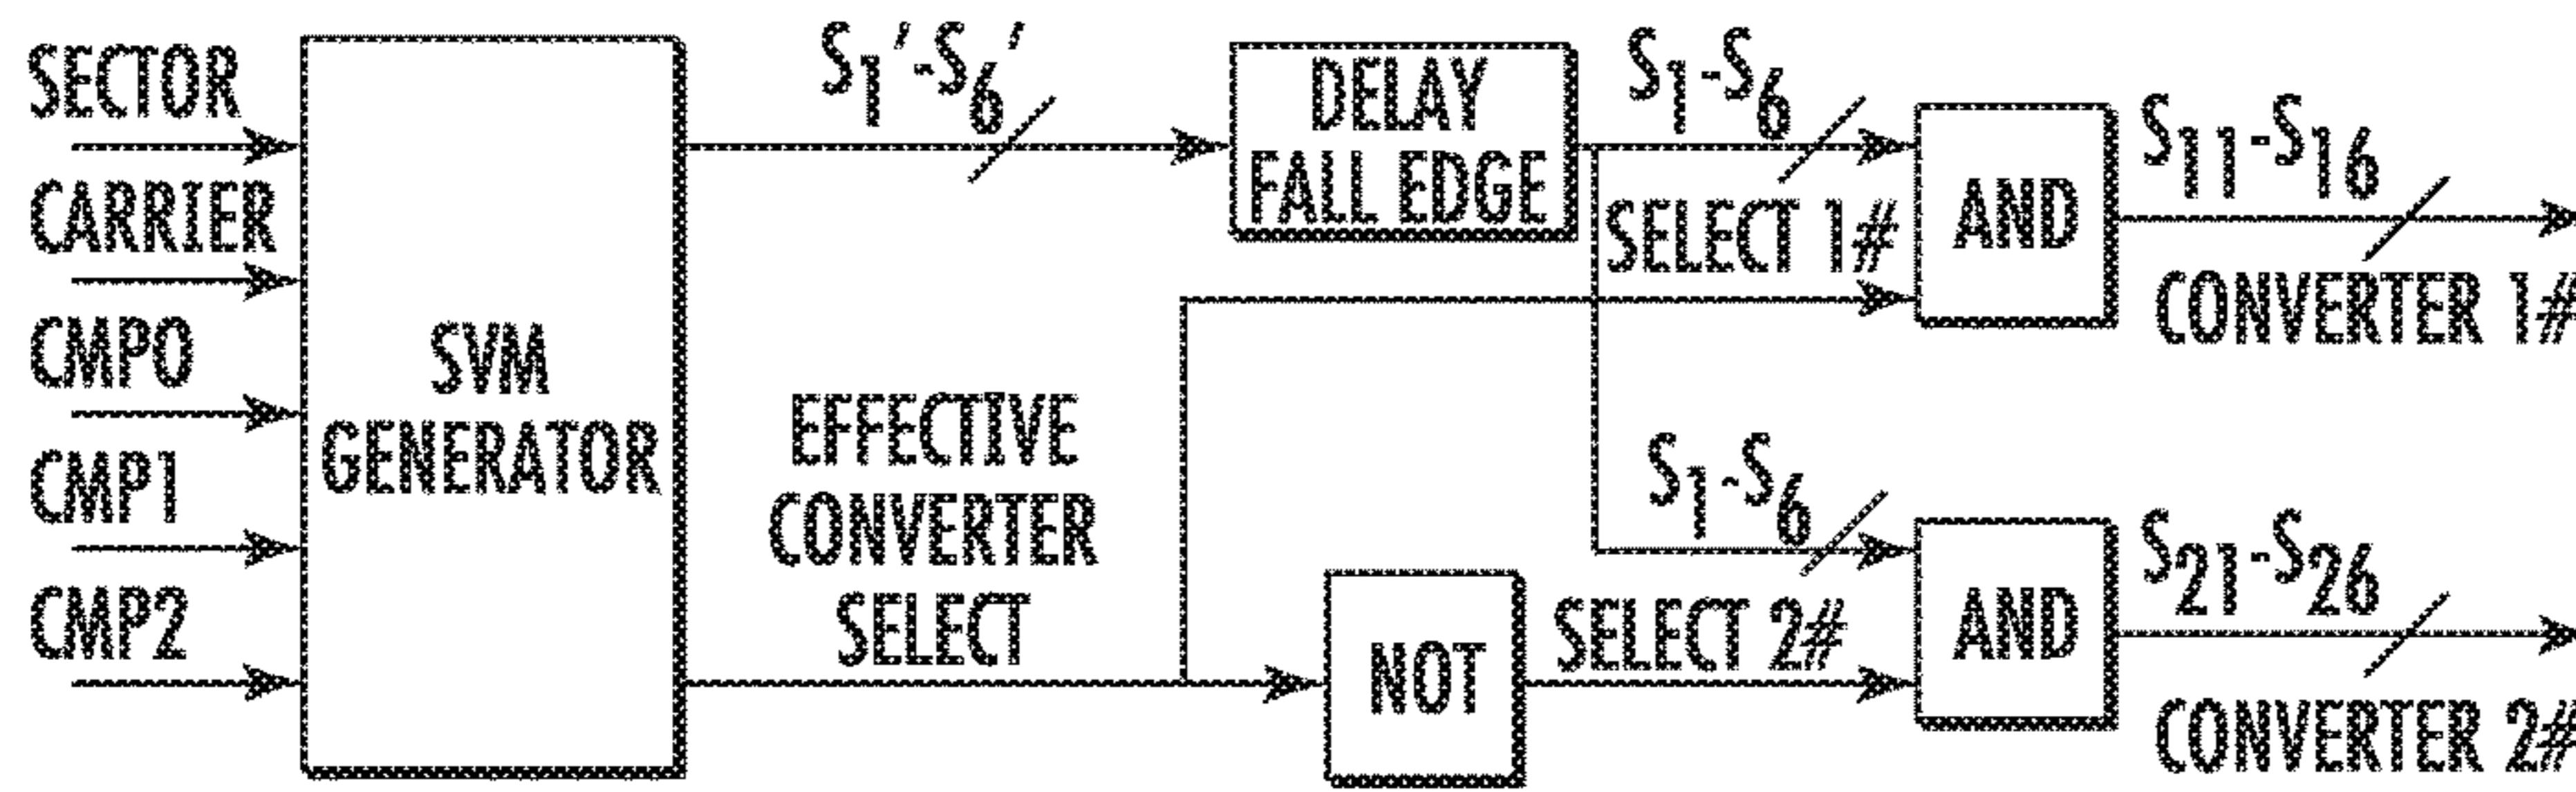 SECTOR
CARRIER
CMP0
CMP1
CMP2
SVM
GENERATOR
S1'-S6'
EFFECTIVE
CONVERTER
SELECT
DELAY
FALL EDGE
NOT
S1-S6
SELECT 1#
S1-S6
SELECT 2#
AND
AND
S11-S16
CONVERTER 1#
S21-S26
CONVERTER 2#